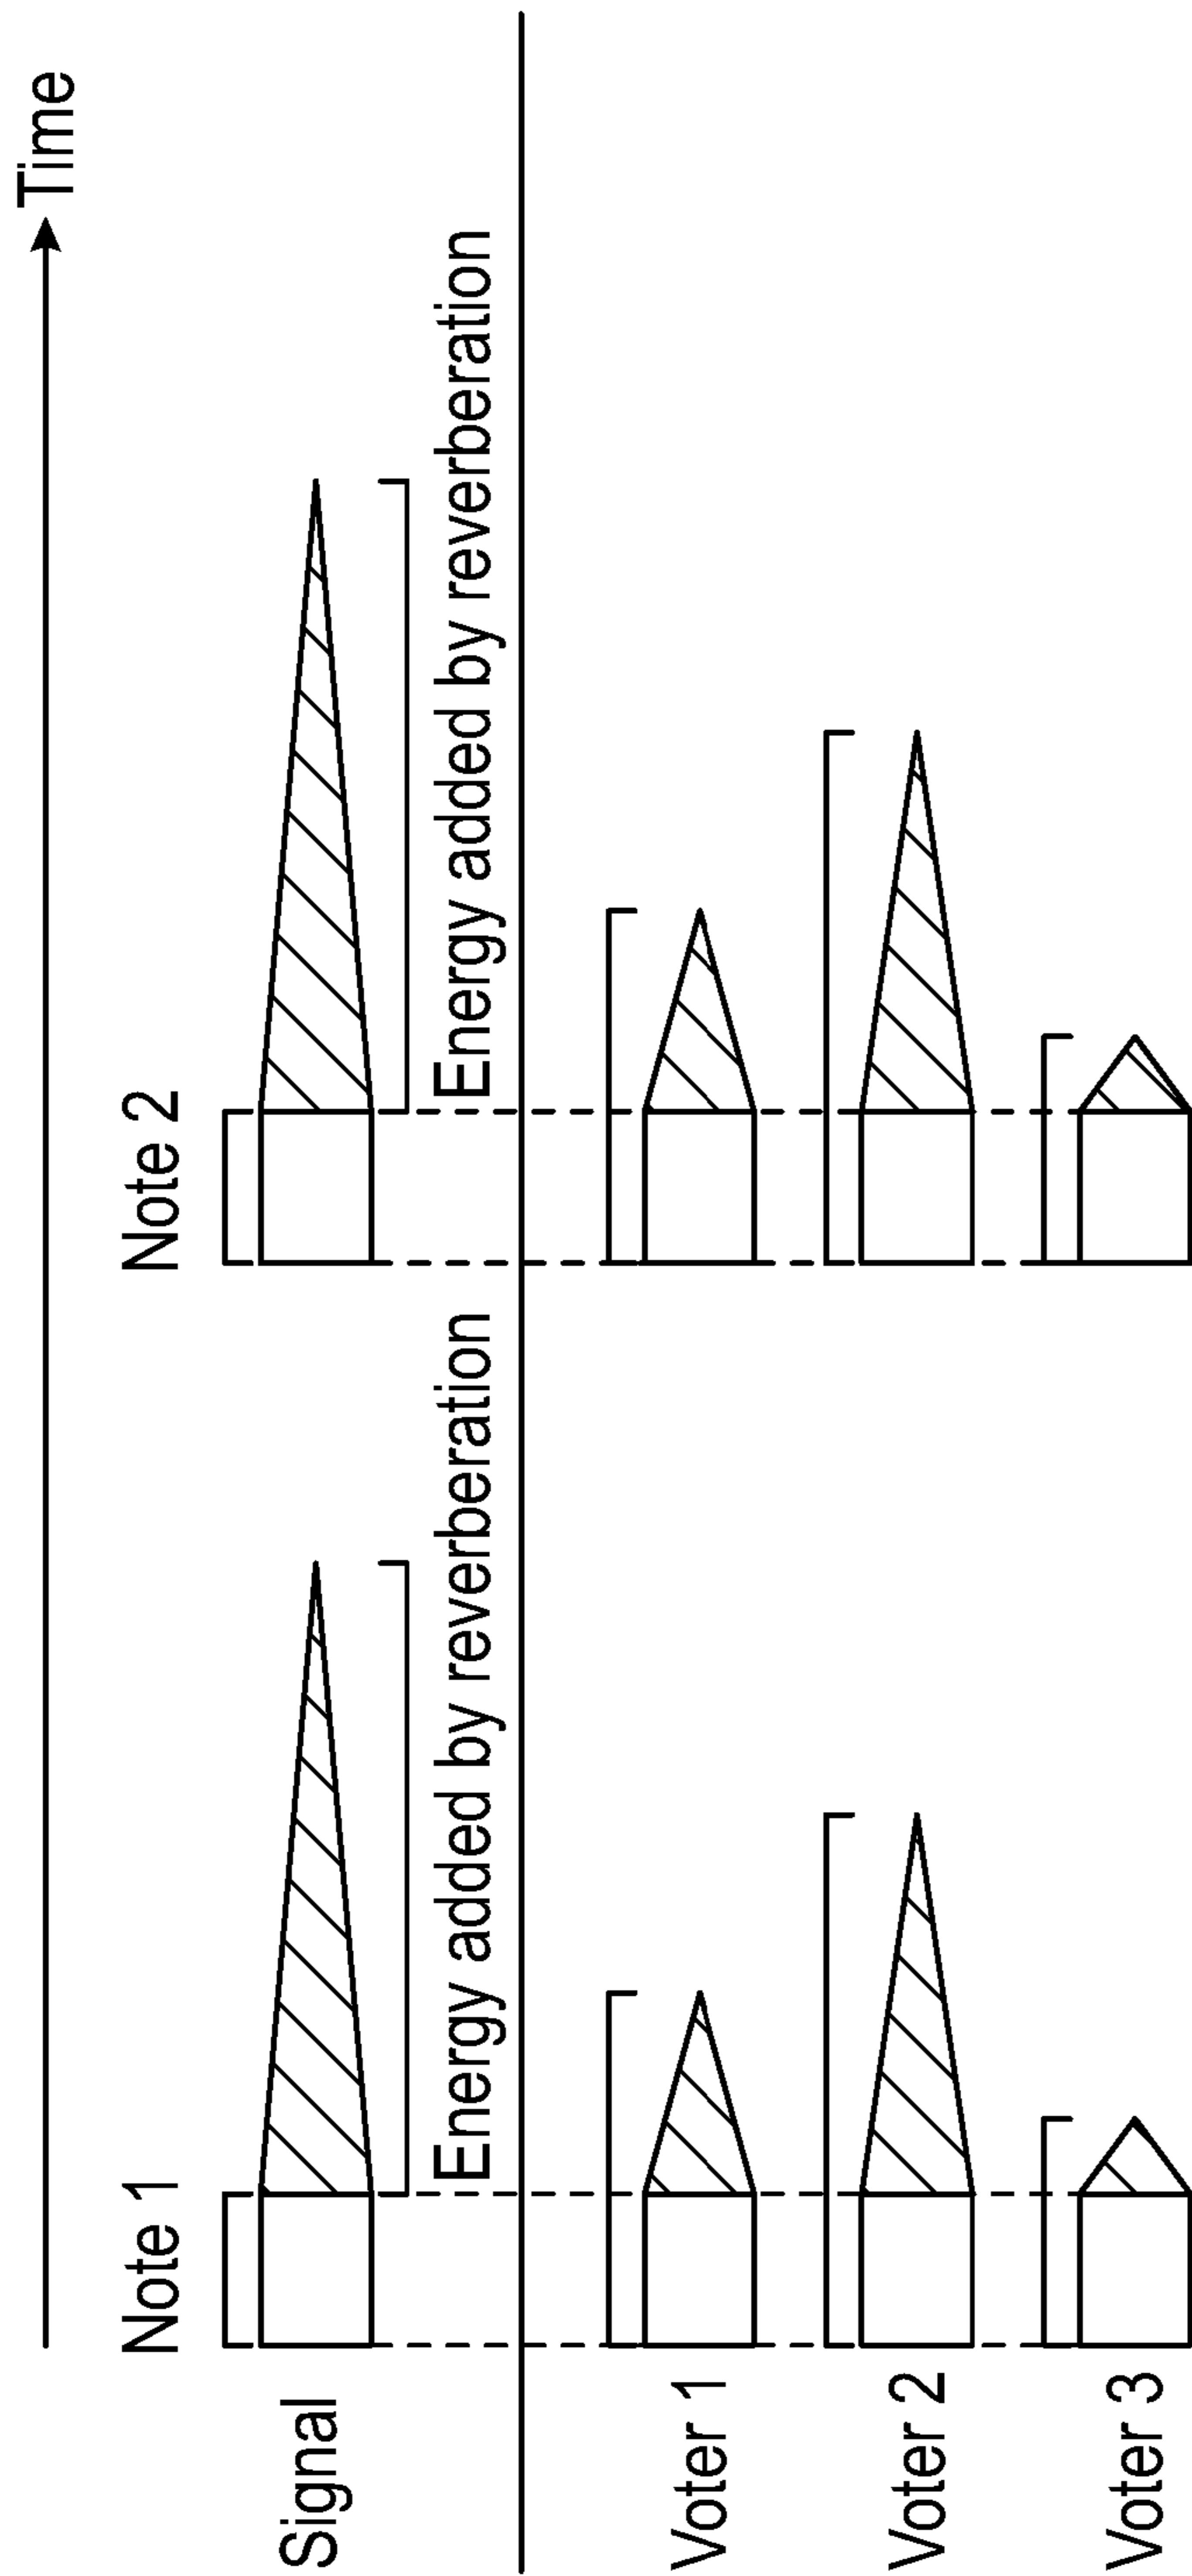 Time
Note 1
Note 2
Signal
Energy added by reverberation
Energy added by reverberation
Voter 1
Voter 2
Voter 3